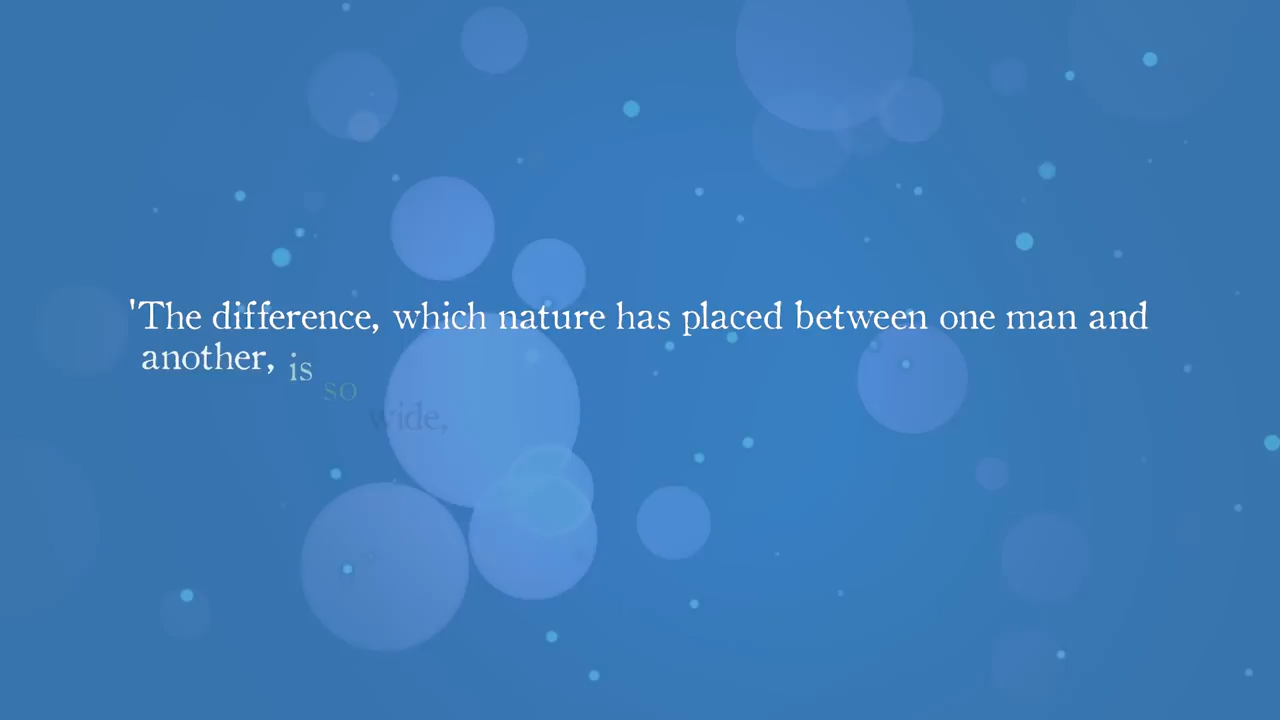 'The difference, which nature has placed between one man and
another, is
so
wide,